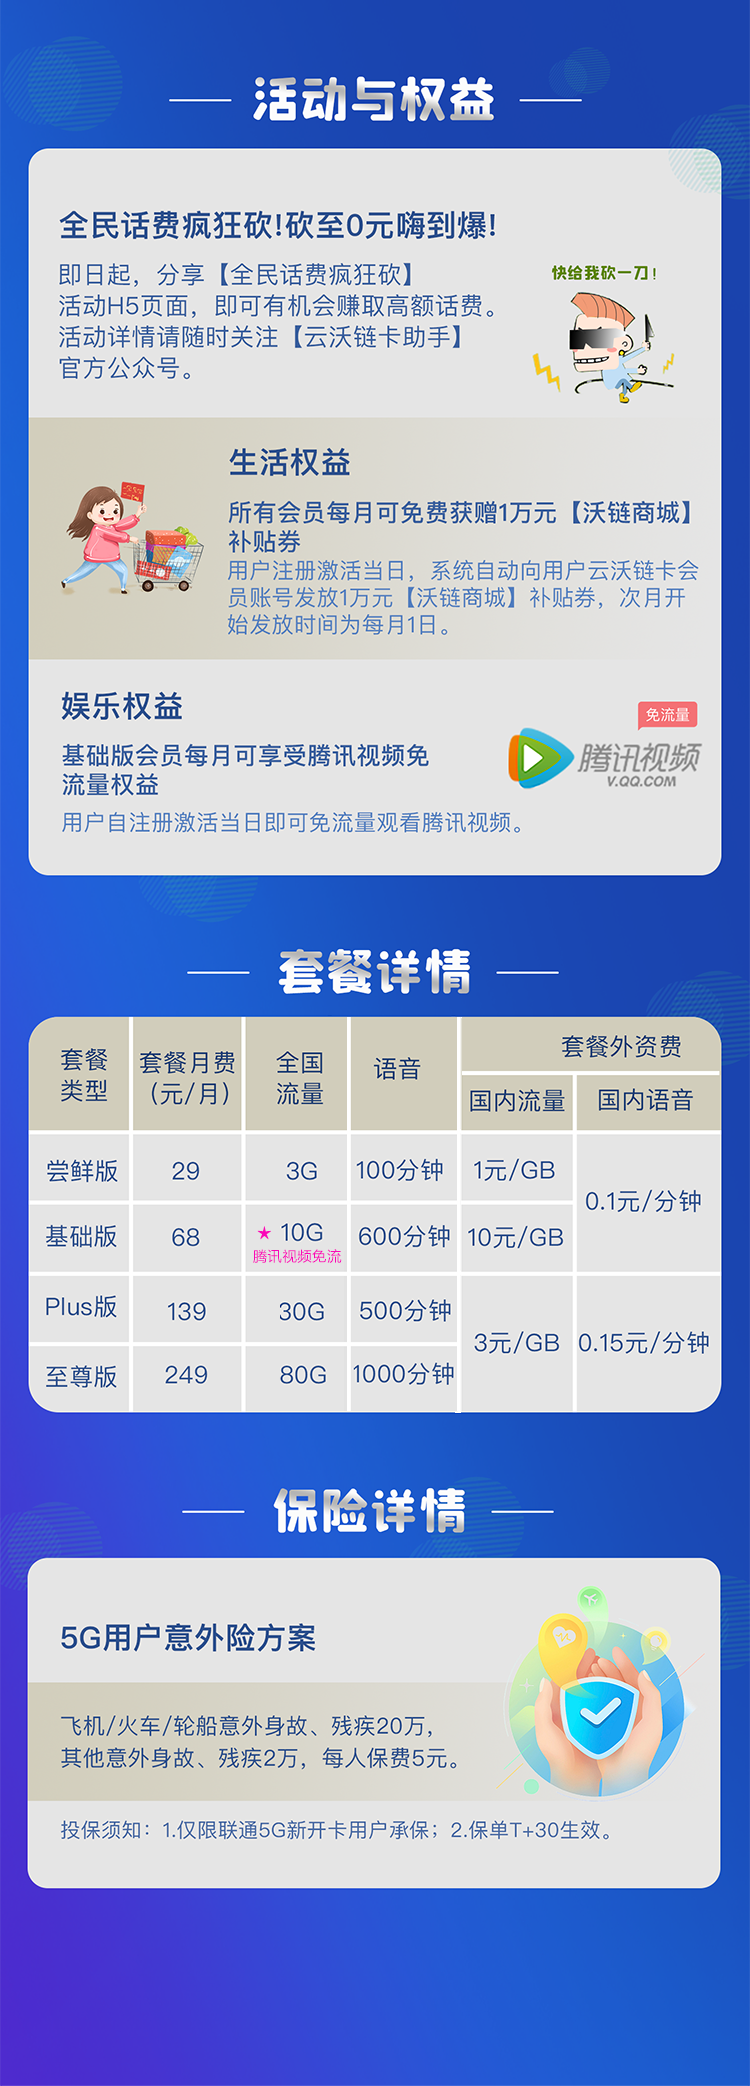 活动与权益
全民话费疯狂砍!砍至0元嗨到爆!
即日起，分享【全民话费疯狂砍】
活动H5页面，即可有机会赚取高额话费。
活动详情请随时关注【云沃链卡助手】
官方公众号。
快给我砍一刀!
生活权益
所有会员每月可免费获赠1万元【沃链商城】
补贴券
用户注册激活当日，系统自动向用户云沃链卡会
员账号发放1万元【沃链商城】补贴券，次月开
始发放时间为每月1日。
娱乐权益
基础版会员每月可享受腾讯视频免
流量权益
用户自注册激活当日即可免流量观看腾讯视频。
免流量
腾讯视频
V.QQ.COM
套餐详情
套餐
类型
套餐月费
(元/月)
全国
流量
语音
套餐外资费
国内流量
国内语音
尝鲜版 29 3G 100分钟 1元/GB
0.1元/分钟
基础版 68 ★ 10G 600分钟 10元/GB
腾讯视频免流
Plus版 139 30G 500分钟
3元/GB 0.15元/分钟
至尊版 249 80G 1000分钟
保险详情
5G用户意外险方案
飞机/火车/轮船意外身故、残疾20万，
其他意外身故、残疾2万，每人保费5元。
投保须知：1.仅限联通5G新开卡用户承保；2.保单T+30生效。